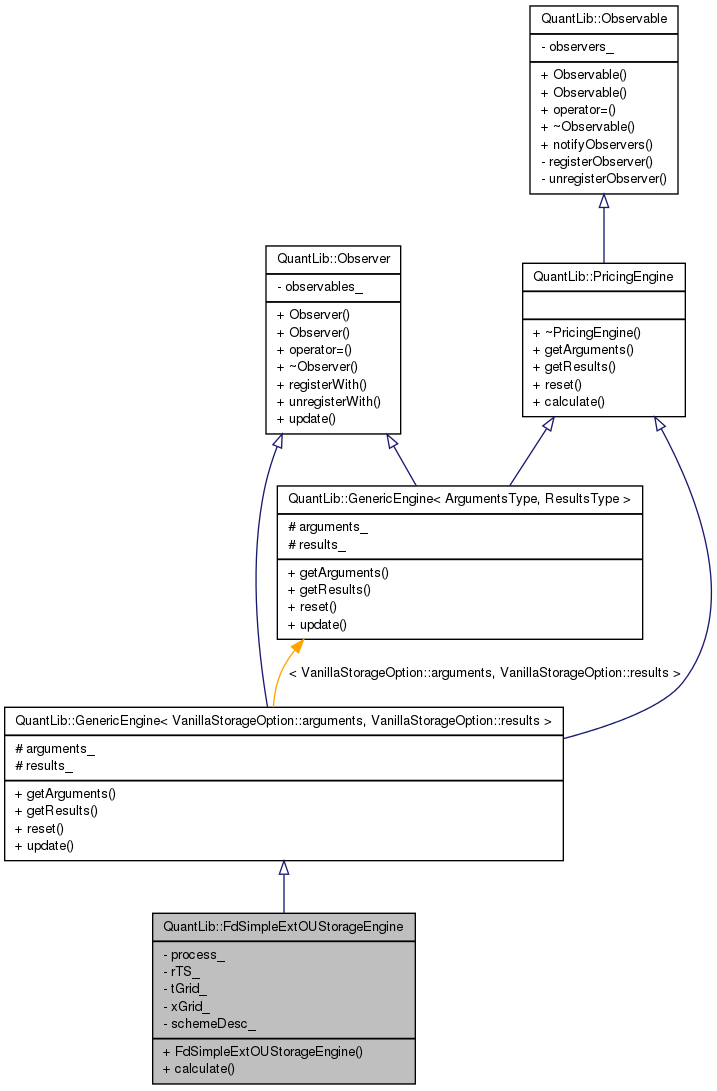 QuantLib::Observable
- observers_
+ Observable()
+ Observable()
+ operator=()
+ ~Observable()
+ notifyObservers()
- registerObserver()
- unregisterObserver()
QuantLib::Observer
- observables_
+ Observer()
+ Observer()
+ operator=()
+ ~Observer()
+ registerWith()
+ unregisterWith()
+ update()
QuantLib::PricingEngine
+ ~PricingEngine()
+ getArguments()
+ getResults()
+ reset()
+ calculate()
QuantLib::GenericEngine< ArgumentsType, ResultsType >
# arguments_
# results_
+ getArguments()
+ getResults()
+ reset()
+ update()
< VanillaStorageOption::arguments, VanillaStorageOption::results >
QuantLib::GenericEngine< VanillaStorageOption::arguments, VanillaStorageOption::results >
# arguments_
# results_
+ getArguments()
+ getResults()
+ reset()
+ update()
QuantLib::FdSimpleExtOUStorageEngine
- process_
- rTS_
- tGrid_
- xGrid_
- schemeDesc_
+ FdSimpleExtOUStorageEngine()
+ calculate()